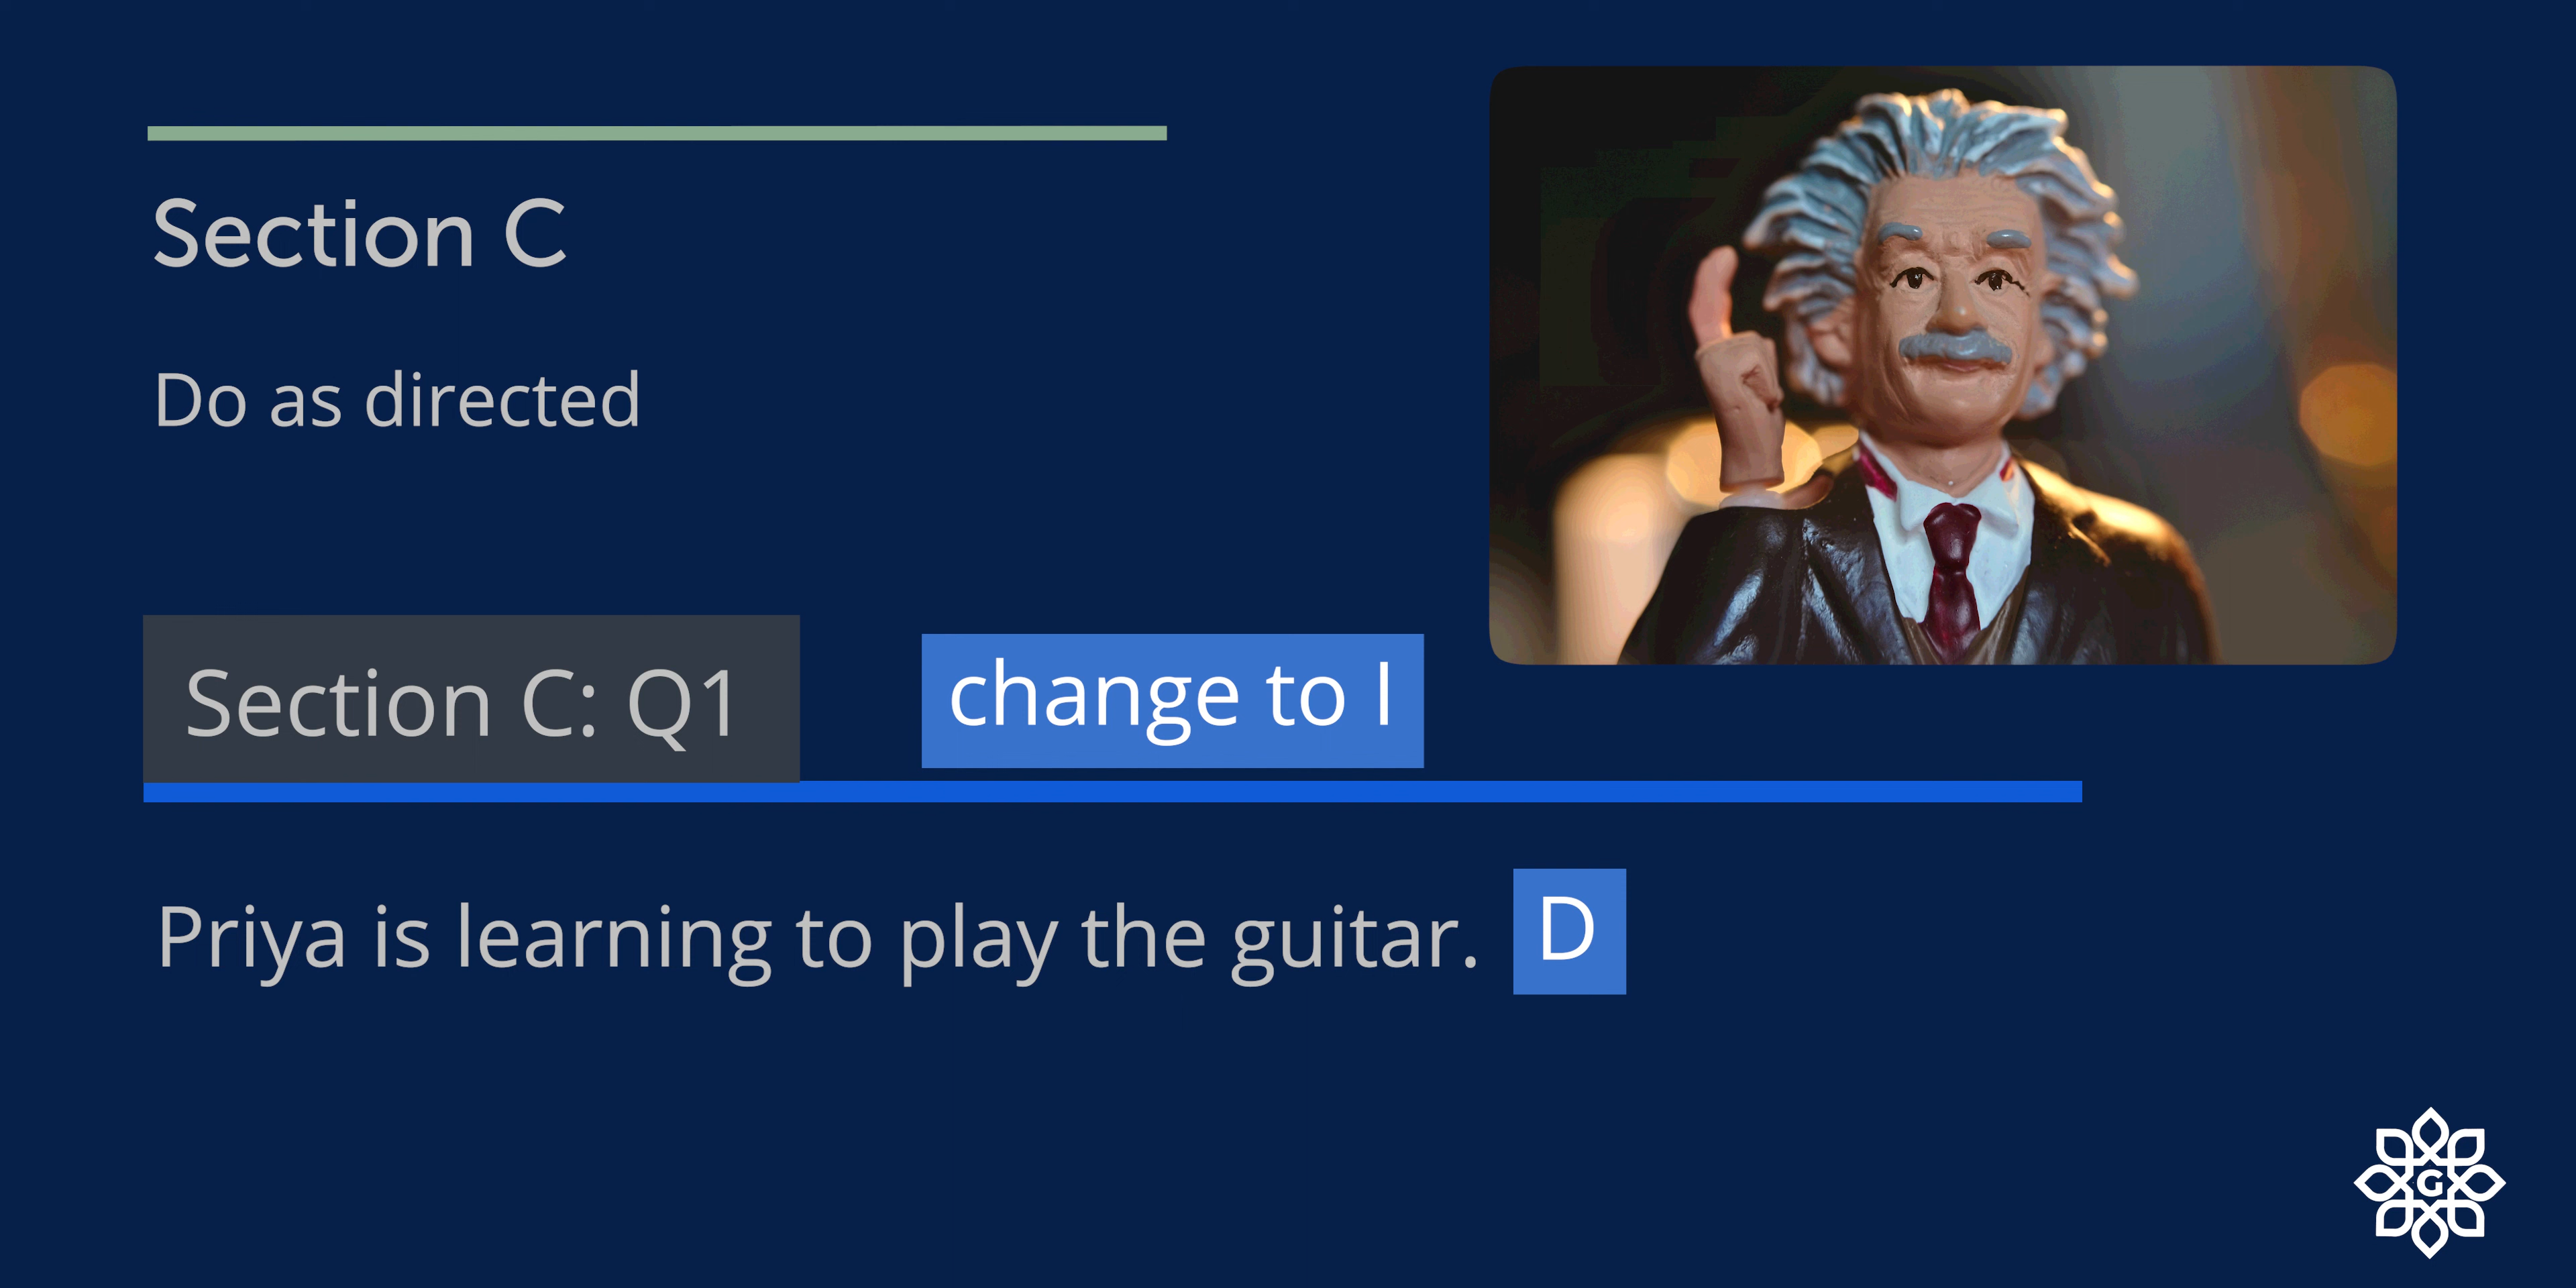 Section C
Do as directed
Section C: Q1 change to I
Priya is learning to play the guitar. D
G